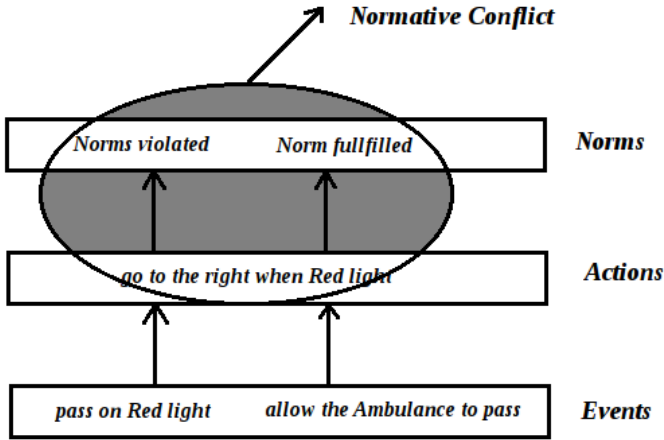 Normative Conflict
Norms violated Norm fullfilled Norms
go to the right when Red light Actions
pass on Red light allow the Ambulance to pass Events